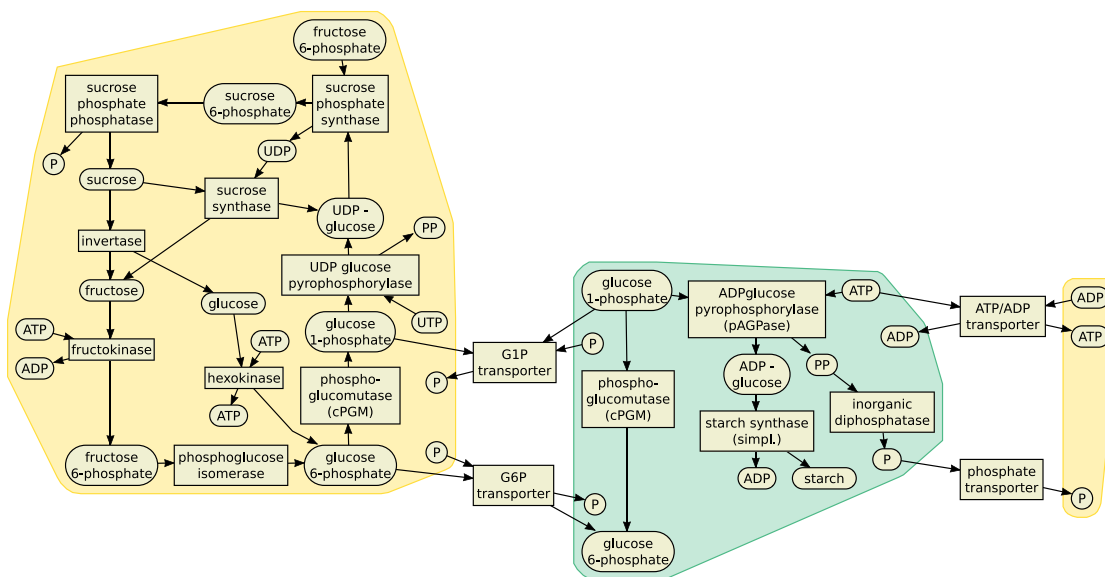 fructose
6-phosphate
sucrose
phosphate
phosphatase
sucrose
6-phosphate
sucrose
phosphate
synthase
P
UDP
sucrose
sucrose
synthase
UDP -
glucose
PP
invertase
UDP glucose
pyrophosphorylase
fructose
glucose
UTP
ATP
fructokinase
ADP
ATP
hexokinase
ATP
glucose
1-phosphate
phospho-
glucomutase
(cPGM)
fructose
6-phosphate
phosphoglucose
isomerase
glucose
6-phosphate
G1P
transporter
P
P
P
G6P
transporter
P
glucose
1-phosphate
ADPglucose
pyrophosphorylase
(pAGPase)
ATP
ADP
ATP/ADP
transporter
ADP
ATP
phospho-
glucomutase
(cPGM)
ADP -
glucose
PP
starch synthase
(simpl.)
inorganic
diphosphatase
ADP
starch
P
phosphate
transporter
P
glucose
6-phosphate